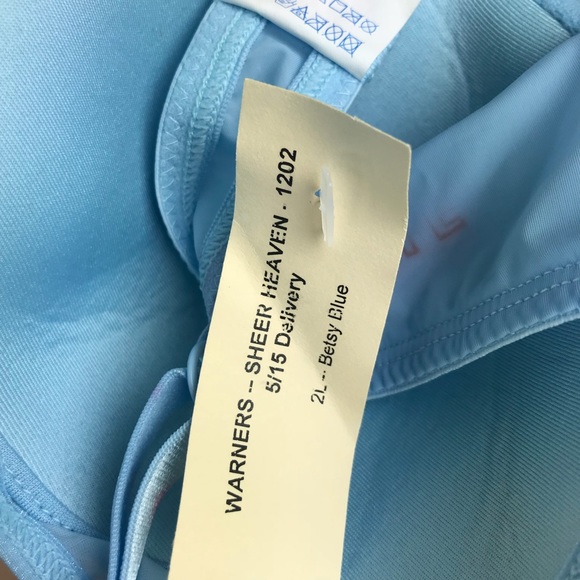 WARNERS -- SHEER HEAVEN - 1202
5/15 Delivery
2L -- Betsy Blue